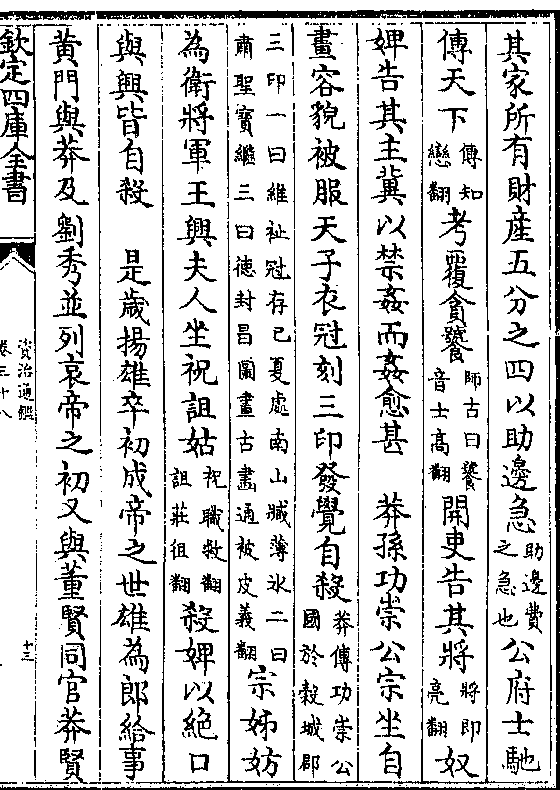 其家所有財産五分之四以助邊急助邊費之急也公府士馳
傳天下傳知戀翻考覆貪饕師古曰饕音士高翻開吏告其將將即亮翻奴
婢告其主冀以禁姦而姦愈甚　莽孫功崇公宗坐自
畫容貌被服天子衣冠刻三印發覺自殺莽傳功崇公國於穀城郡
三印一曰維祉冠存已夏處南山臧薄氷二曰肅聖寳繼三曰德封昌圖畫古畫通被皮義翻宗姊妨
為衛將軍王興夫人坐祝詛姑祝職救翻詛莊徂翻殺婢以絶口
與興皆自殺　是歲揚雄卒初成帝之世雄為郎給事
黃門與莽及劉秀並列哀帝之初又與董賢同官莽賢
欽定四庫全書
資治通鑑
卷三十八
十三